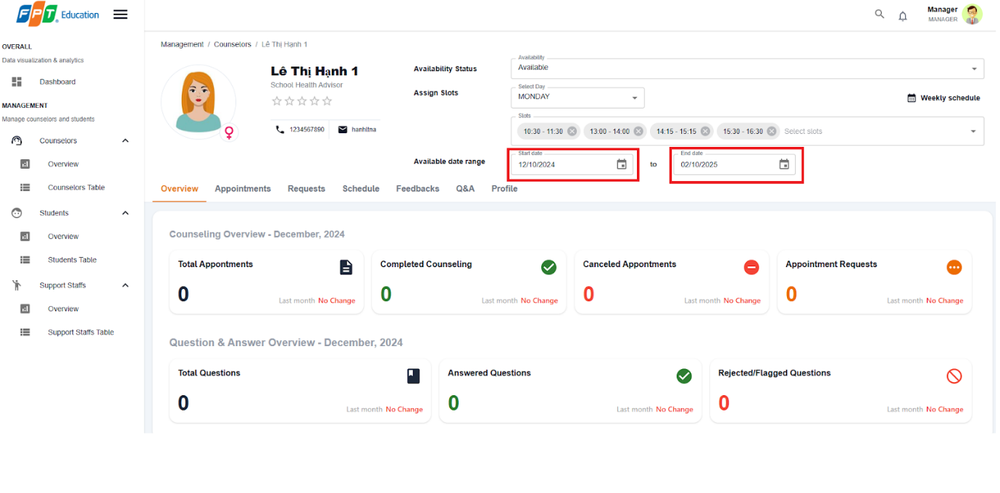 FPT Education
OVERALL
Data visualization & analytics
Dashboard
MANAGEMENT
Manage counselors and students
Counselors
Overview
Counselors Table
Students
Overview
Students Table
Support Staffs
Overview
Support Staffs Table
Manager
MANAGER
Management / Counselors / Lê Thị Hạnh 1
Lê Thị Hạnh 1
School Health Advisor
1234567890
hanhltna
Availability Status
Availability
Available
Assign Slots
Select Day
MONDAY
Weekly schedule
Slots
10:30 - 11:30 13:00 - 14:00 14:15 - 15:15 15:30 - 16:30 Select slots
Available date range
Start date
12/10/2024
to
End date
02/10/2025
Overview Appointments Requests Schedule Feedbacks Q&A Profile
Counseling Overview - December, 2024
Total Appontments
0
Last month No Change
Completed Counseling
0
Last month No Change
Canceled Appontments
0
Last month No Change
Appointment Requests
0
Last month No Change
Question & Answer Overview - December, 2024
Total Questions
0
Last month No Change
Answered Questions
0
Last month No Change
Rejected/Flagged Questions
0
Last month No Change